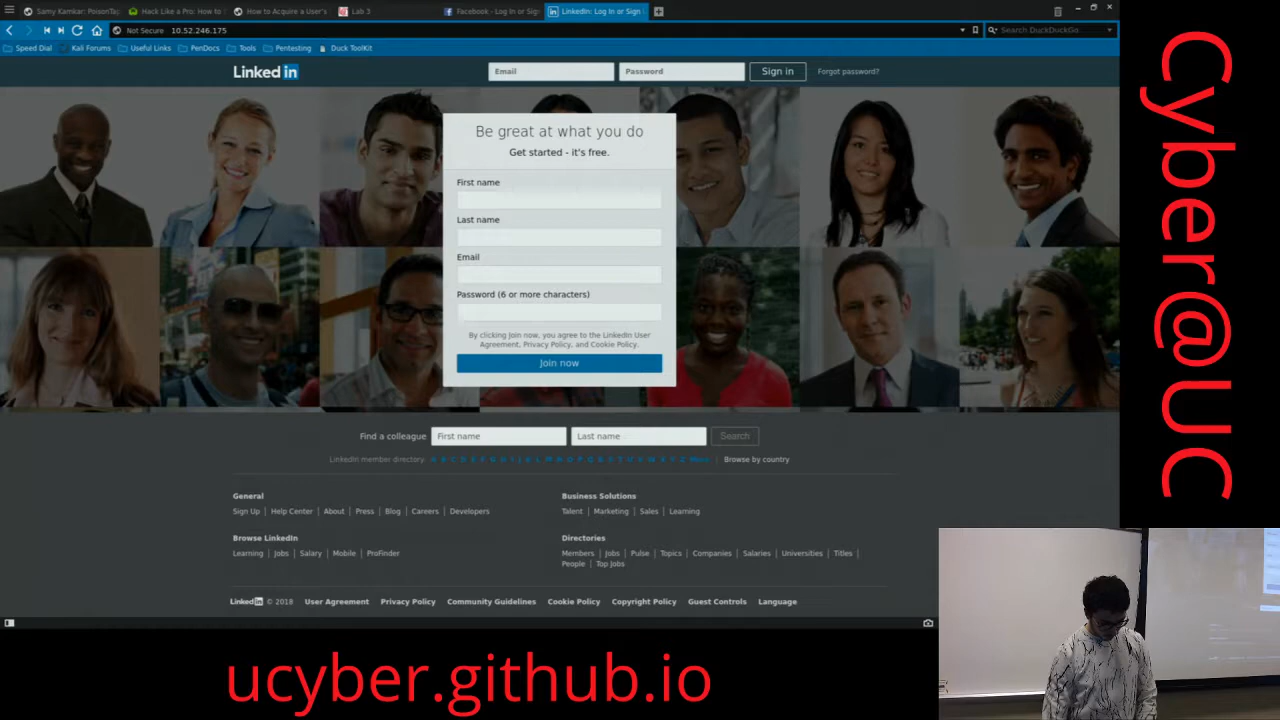 Samy Kamkar: PoisonTap
Hack Like a Pro: How to
How to Acquire a User's
Lab 3
Facebook - Log In or Sign
LinkedIn: Log In or Sign
Not Secure 10.52.246.175
Search DuckDuckGo
Speed Dial
Kali Forums
Useful Links
PenDocs
Tools
Pentesting
Duck ToolKit
Linked in
Email
Password
Sign in
Forgot password?
Be great at what you do
Get started - it's free.
First name
Last name
Email
Password (6 or more characters)
By clicking Join now, you agree to the LinkedIn User
Agreement, Privacy Policy, and Cookie Policy.
Join now
Find a colleague
First name
Last name
Search
LinkedIn member directory:
Browse by country
General
Sign Up | Help Center | About | Press | Blog | Careers | Developers
Business Solutions
Talent | Marketing | Sales | Learning
Browse LinkedIn
Learning | Jobs | Salary | Mobile | ProFinder
Directories
Members | Jobs | Pulse | Topics | Companies | Salaries | Universities | Titles |
People | Top Jobs
Linked in © 2018 User Agreement Privacy Policy Community Guidelines Cookie Policy Copyright Policy Guest Controls Language
Cyber@UC
ucyber.github.io